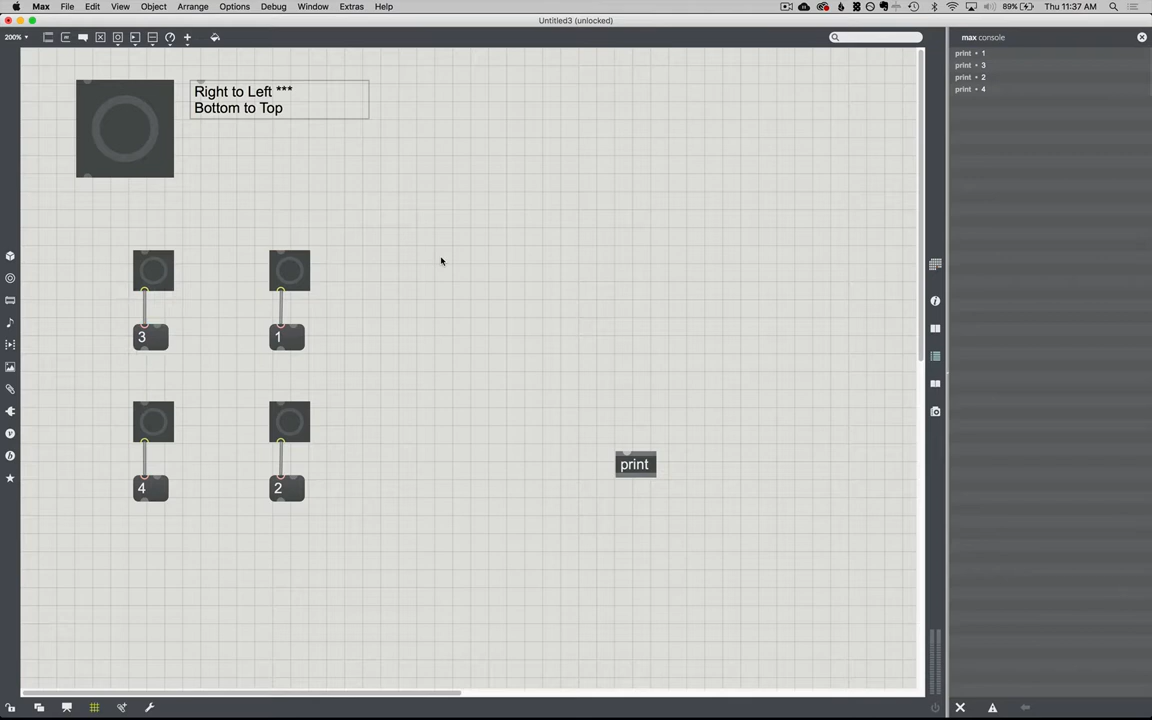 Max File Edit View Object Arrange Options Debug Window Extras Help
89% Thu 11:37 AM
Untitled3 (unlocked)
200%
max console
print • 1
print • 3
print • 2
print • 4
Right to Left ***
Bottom to Top
3
1
4
2
print